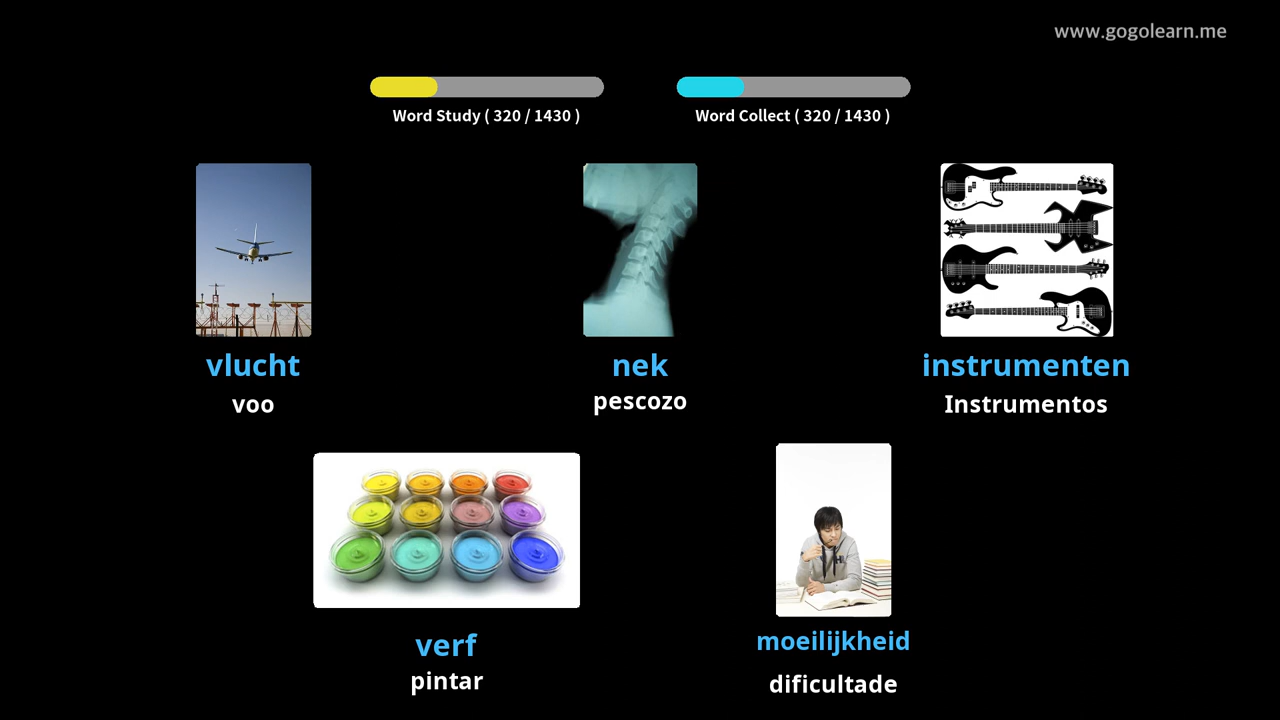 www.gogolearn.me
Word Study ( 320 / 1430 )
Word Collect ( 320 / 1430 )
vlucht
voo
nek
pescozo
instrumenten
Instrumentos
verf
pintar
moeilijkheid
dificultade